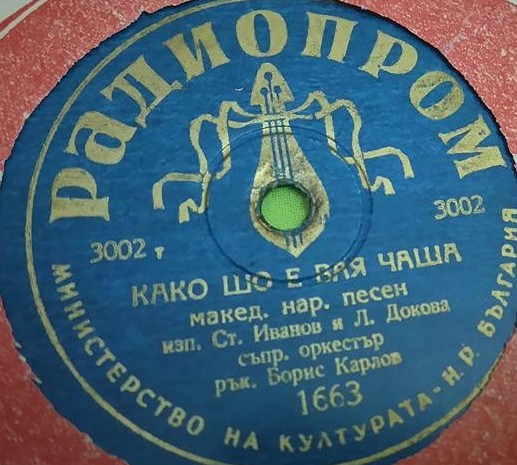 РАДИОПРОМ
3002 т
3002
КАКО ШО Е ВАЯ ЧАША
макед. нар. песен
изп. Ст. Иванов и Л. Докова
съпр. оркестър
рък. Борис Карлов
1663
МИНИСТЕРСТВО НА КУЛТУРАТА - Н.Р. БЪЛГАРИЯ